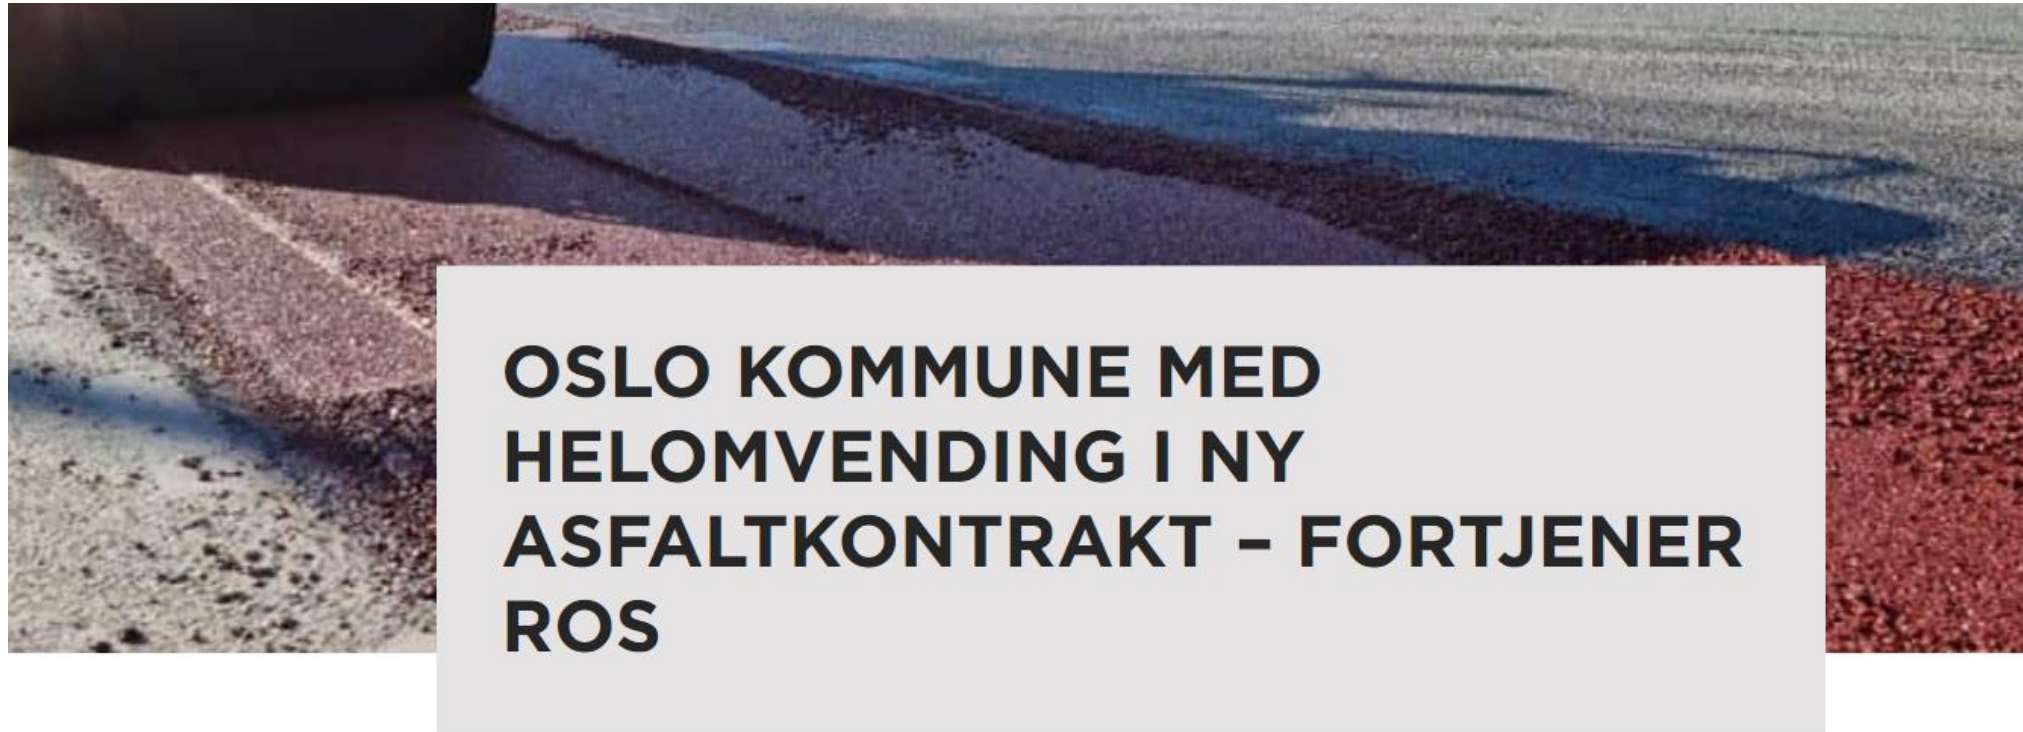 OSLO KOMMUNE MED
HELOMVENDING I NY
ASFALTKONTRAKT – FORTJENER
ROS